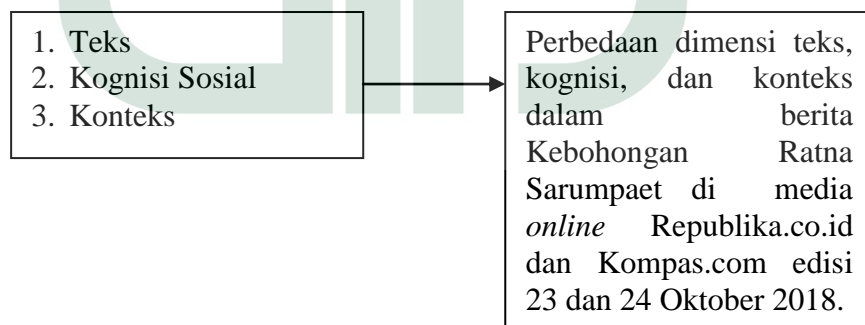 1. Teks
2. Kognisi Sosial
3. Konteks
Perbedaan dimensi teks,
kognisi, dan konteks
dalam berita
Kebohongan Ratna
Sarumpaet di media
online Republika.co.id
dan Kompas.com edisi
23 dan 24 Oktober 2018.